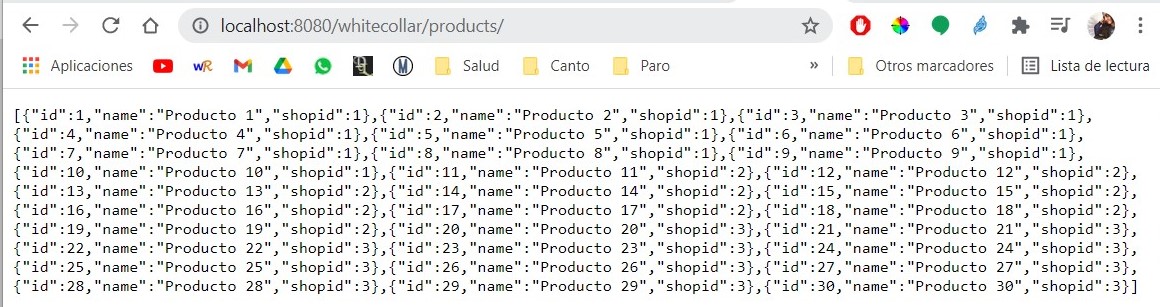 localhost:8080/whitecollar/products/
Aplicaciones WR M Salud Canto Paro » Otros marcadores Lista de lectura
[{"id":1,"name":"Producto 1","shopid":1},{"id":2,"name":"Producto 2","shopid":1},{"id":3,"name":"Producto 3","shopid":1},
{"id":4,"name":"Producto 4","shopid":1},{"id":5,"name":"Producto 5","shopid":1},{"id":6,"name":"Producto 6","shopid":1},
{"id":7,"name":"Producto 7","shopid":1},{"id":8,"name":"Producto 8","shopid":1},{"id":9,"name":"Producto 9","shopid":1},
{"id":10,"name":"Producto 10","shopid":1},{"id":11,"name":"Producto 11","shopid":2},{"id":12,"name":"Producto 12","shopid":2},
{"id":13,"name":"Producto 13","shopid":2},{"id":14,"name":"Producto 14","shopid":2},{"id":15,"name":"Producto 15","shopid":2},
{"id":16,"name":"Producto 16","shopid":2},{"id":17,"name":"Producto 17","shopid":2},{"id":18,"name":"Producto 18","shopid":2},
{"id":19,"name":"Producto 19","shopid":2},{"id":20,"name":"Producto 20","shopid":3},{"id":21,"name":"Producto 21","shopid":3},
{"id":22,"name":"Producto 22","shopid":3},{"id":23,"name":"Producto 23","shopid":3},{"id":24,"name":"Producto 24","shopid":3},
{"id":25,"name":"Producto 25","shopid":3},{"id":26,"name":"Producto 26","shopid":3},{"id":27,"name":"Producto 27","shopid":3},
{"id":28,"name":"Producto 28","shopid":3},{"id":29,"name":"Producto 29","shopid":3},{"id":30,"name":"Producto 30","shopid":3}]